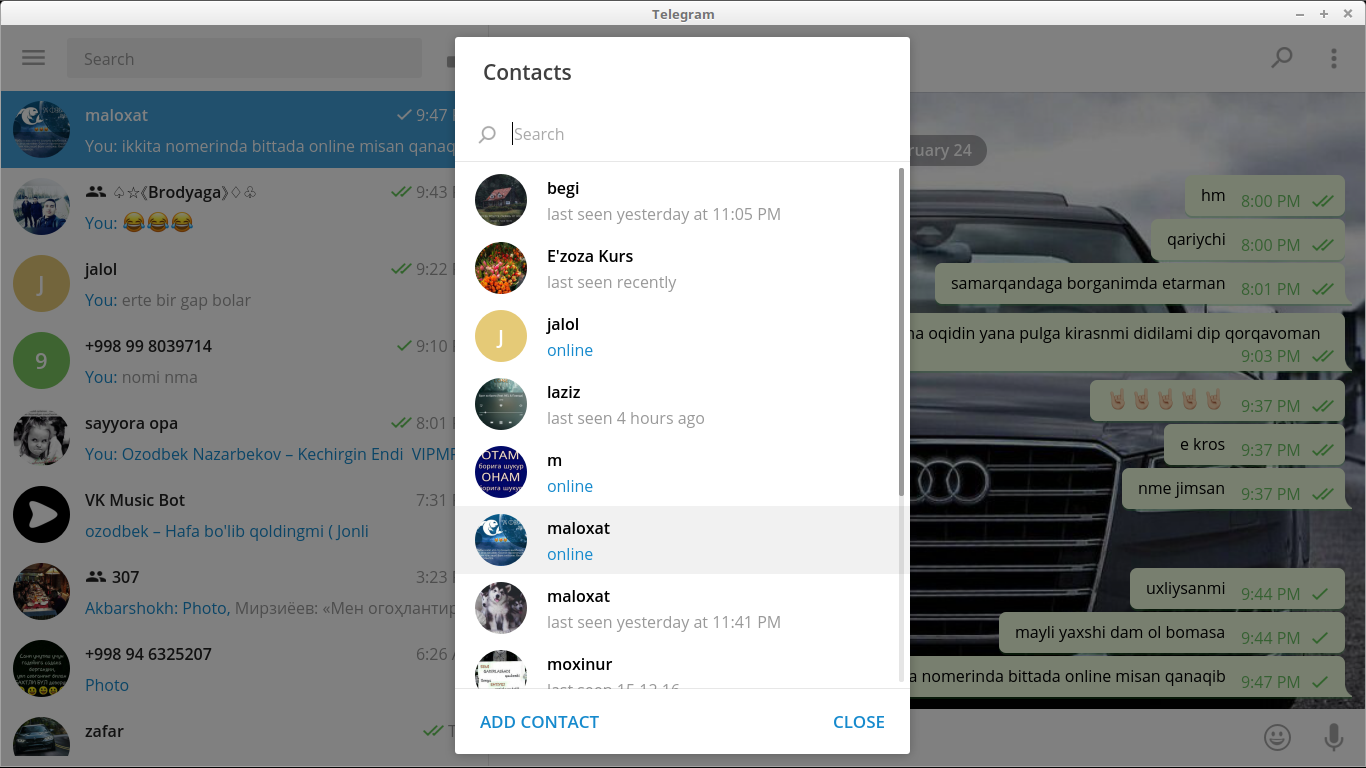 Telegram
Search
maloxat
9:47
You: ikkita nomerinda bittada online misan qanaq
♤☆《Brodyaga》♢♧
9:43
You: 😂😂😂
J
jalol
9:22
You: erte bir gap bolar
9
+998 99 8039714
9:10
You: nomi nma
sayyora opa
8:01
You: Ozodbek Nazarbekov – Kechirgin Endi VIPMP
VK Music Bot
7:31
ozodbek – Hafa bo'lib qoldingmi ( Jonli
307
3:23
Akbarshokh: Photo, Мирзиёев: «Мен огоҳлантир
+998 94 6325207
6:26
Photo
zafar
Contacts
Search
begi
last seen yesterday at 11:05 PM
E'zoza Kurs
last seen recently
J
jalol
online
laziz
last seen 4 hours ago
ОТАМ
борига шукур
ОНАМ
борига шукур
m
online
maloxat
online
maloxat
last seen yesterday at 11:41 PM
moxinur
last seen 15.12.16
ADD CONTACT
CLOSE
ruary 24
hm
8:00 PM
qariychi
8:00 PM
samarqandaga borganimda etarman
8:01 PM
na oqidin yana pulga kirasnmi didilami dip qorqavoman
9:03 PM
🤘🤘🤘🤘🤘
9:37 PM
e kros
9:37 PM
nme jimsan
9:37 PM
uxliysanmi
9:44 PM
mayli yaxshi dam ol bomasa
9:44 PM
a nomerinda bittada online misan qanaqib
9:47 PM